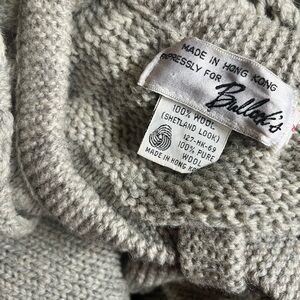 MADE IN HONG KONG
EXPRESSLY FOR
Bullock's
100% WOOL
(SHETLAND LOOK)
127-HK-69
100% PURE
WOOL
MADE IN HONG KONG